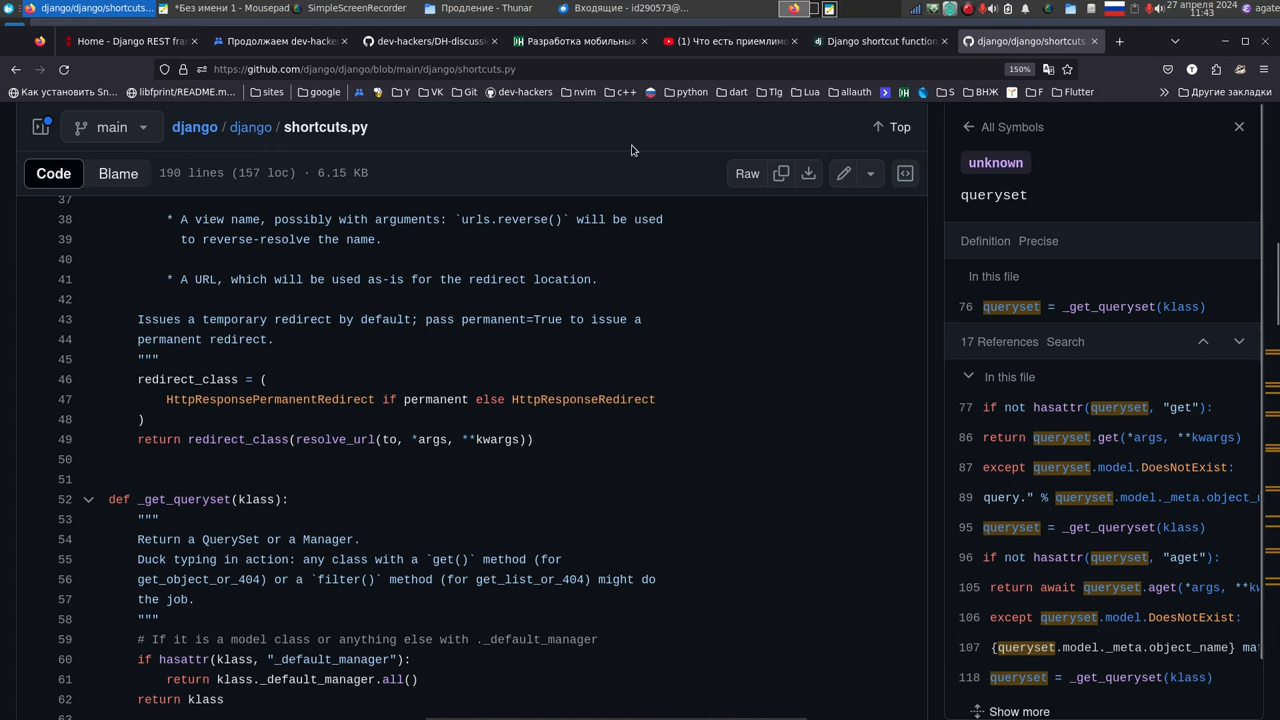 django/django/shortcuts...
*Без имени 1 - Mousepad
SimpleScreenRecorder
Продление - Thunar
Входящие - id290573@...
27 апреля 2024
11:43
agate
Home - Django REST fran
Продолжаем dev-hacke
dev-hackers/DH-discussi
Разработка мобильных
(1) Что есть приемлимо
Django shortcut function
django/django/shortcuts.
https://github.com/django/django/blob/main/django/shortcuts.py
150%
Как установить Sn...
libfprint/README.m...
sites
google
Y
VK
Git
dev-hackers
nvim
c++
python
dart
Tlg
Lua
allauth
S
ВНЖ
F
Flutter
Другие закладки
main
django / django / shortcuts.py
Top
Code
Blame
190 lines (157 loc) · 6.15 KB
Raw
37
38 * A view name, possibly with arguments: `urls.reverse()` will be used
39 to reverse-resolve the name.
40
41 * A URL, which will be used as-is for the redirect location.
42
43 Issues a temporary redirect by default; pass permanent=True to issue a
44 permanent redirect.
45 """
46 redirect_class = (
47 HttpResponsePermanentRedirect if permanent else HttpResponseRedirect
48 )
49 return redirect_class(resolve_url(to, *args, **kwargs))
50
51
52 def _get_queryset(klass):
53 """
54 Return a QuerySet or a Manager.
55 Duck typing in action: any class with a `get()` method (for
56 get_object_or_404) or a `filter()` method (for get_list_or_404) might do
57 the job.
58 """
59 # If it is a model class or anything else with ._default_manager
60 if hasattr(klass, "_default_manager"):
61 return klass._default_manager.all()
62 return klass
63
All Symbols
unknown
queryset
Definition Precise
In this file
76 queryset = _get_queryset(klass)
17 References Search
In this file
77 if not hasattr(queryset, "get"):
86 return queryset.get(*args, **kwargs)
87 except queryset.model.DoesNotExist:
89 query." % queryset.model._meta.object_
95 queryset = _get_queryset(klass)
96 if not hasattr(queryset, "aget"):
105 return await queryset.aget(*args, **kw
106 except queryset.model.DoesNotExist:
107 {queryset.model._meta.object_name} ma
118 queryset = _get_queryset(klass)
Show more